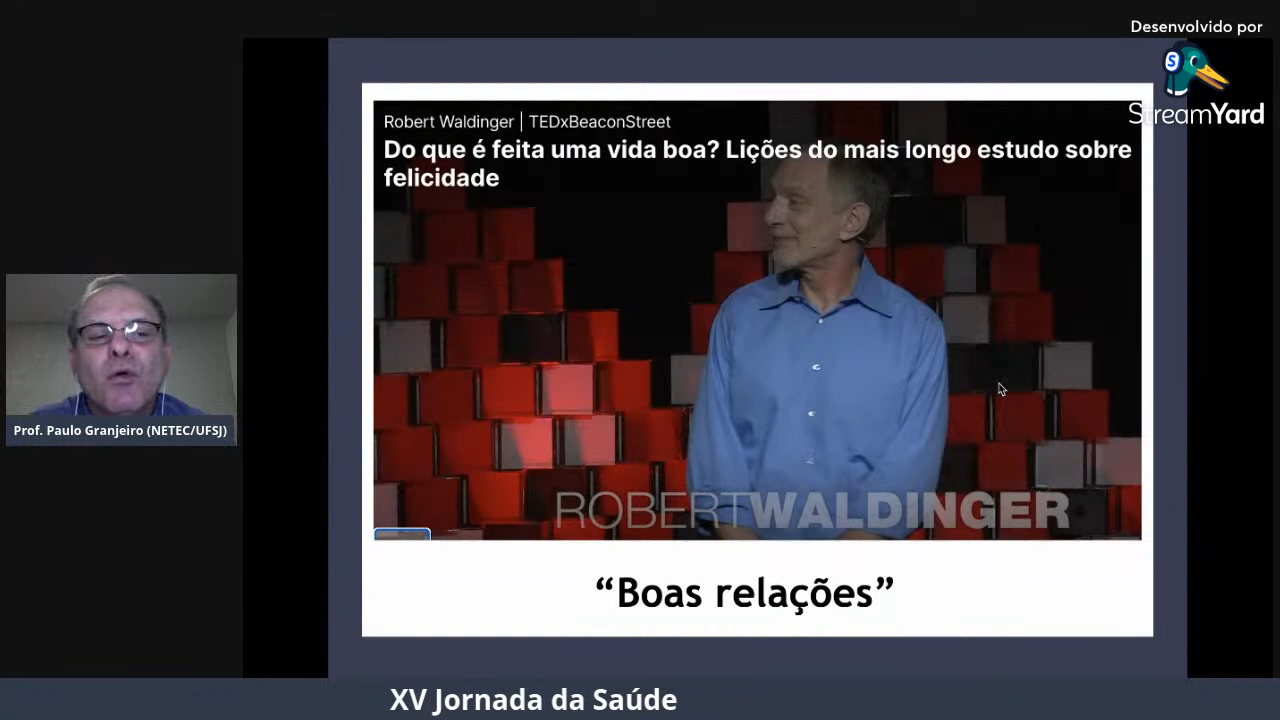 Desenvolvido por
StreamYard
Robert Waldinger | TEDxBeaconStreet
Do que é feita uma vida boa? Lições do mais longo estudo sobre
felicidade
ROBERTWALDINGER
Prof. Paulo Granjeiro (NETEC/UFSJ)
“Boas relações”
XV Jornada da Saúde